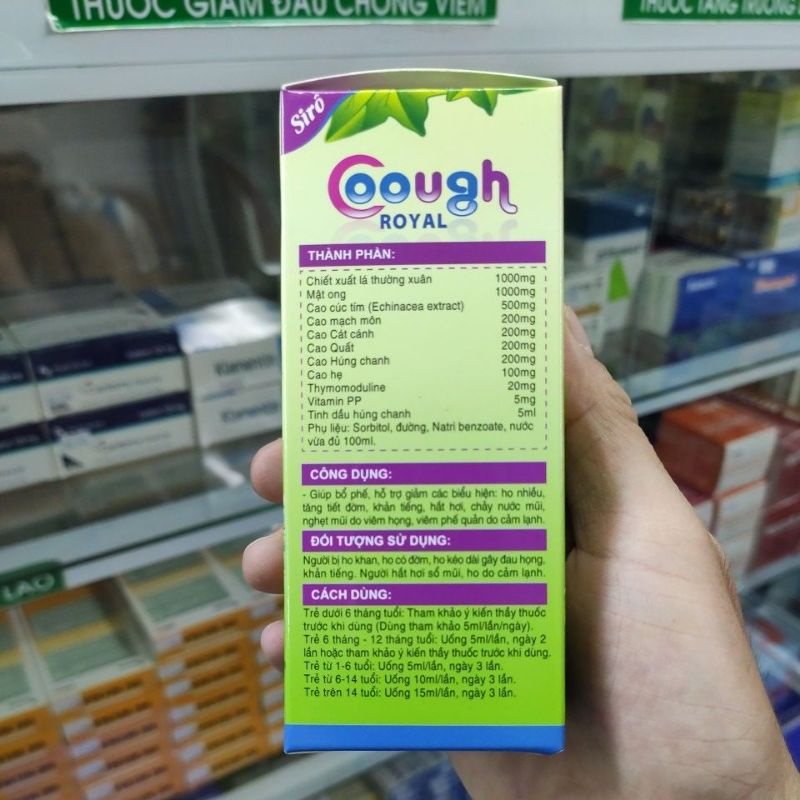 THUỐC GIẢM ĐAU CHỐNG VIÊM
THUỐC TĂNG TRƯỞNG
Sirô
Coough
ROYAL
THÀNH PHẦN:
Chiết xuất lá thường xuân 1000mg
Mật ong 1000mg
Cao cúc tím (Echinacea extract) 500mg
Cao mạch môn 200mg
Cao Cát cánh 200mg
Cao Quất 200mg
Cao Húng chanh 200mg
Cao hẹ 100mg
Thymomoduline 20mg
Vitamin PP 5mg
Tinh dầu húng chanh 5ml
Phụ liệu: Sorbitol, đường, Natri benzoate, nước
vừa đủ 100ml.
CÔNG DỤNG:
- Giúp bổ phế, hỗ trợ giảm các biểu hiện: ho nhiều,
tăng tiết đờm, khản tiếng, hắt hơi, chảy nước mũi,
nghẹt mũi do viêm họng, viêm phế quản do cảm lạnh.
ĐỐI TƯỢNG SỬ DỤNG:
Người bị ho khan, ho có đờm, ho kéo dài gây đau họng,
khản tiếng. Người hắt hơi sổ mũi, ho do cảm lạnh.
CÁCH DÙNG:
Trẻ dưới 6 tháng tuổi: Tham khảo ý kiến thầy thuốc
trước khi dùng (Dùng tham khảo 5ml/lần/ngày).
Trẻ 6 tháng - 12 tháng tuổi: Uống 5ml/lần, ngày 2
lần hoặc tham khảo ý kiến thầy thuốc trước khi dùng.
Trẻ từ 1-6 tuổi: Uống 5ml/lần, ngày 3 lần.
Trẻ từ 6-14 tuổi: Uống 10ml/lần, ngày 3 lần.
Trẻ trên 14 tuổi: Uống 15ml/lần, ngày 3 lần.
LAO